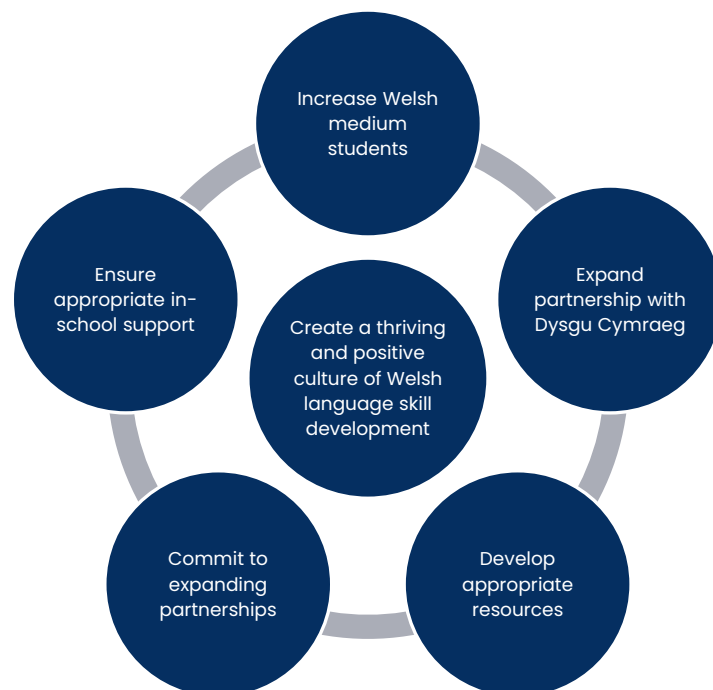 Increase Welsh
medium
students
Ensure
appropriate in-
school support
Expand
partnership with
Dysgu Cymraeg
Create a thriving
and positive
culture of Welsh
language skill
development
Commit to
expanding
partnerships
Develop
appropriate
resources